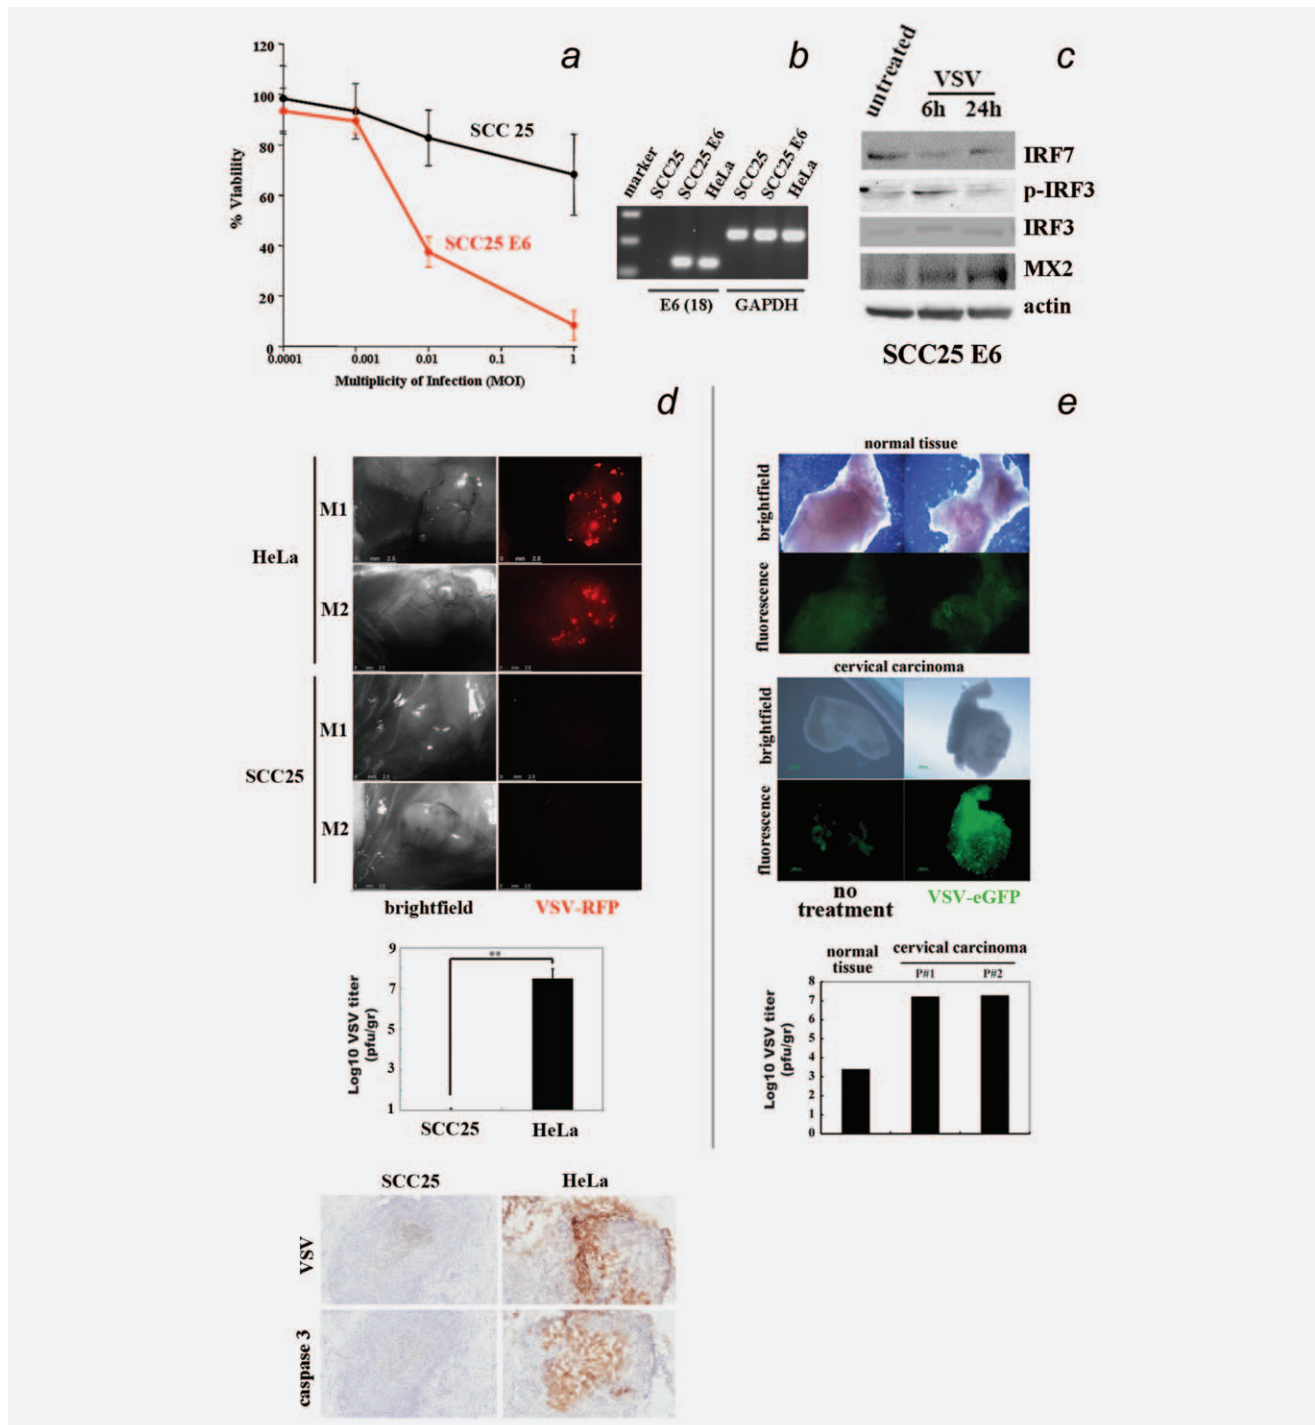 a
120
100
80
60
40
20
0
% Viability
SCC 25
SCC25 E6
0.0001 0.001 0.01 0.1 1
Multiplicity of Infection (MOI)
b
marker SCC25 SCC25 E6 HeLa SCC25 SCC25 E6 HeLa
E6 (18) GAPDH
c
untreated
VSV
6h 24h
IRF7
p-IRF3
IRF3
MX2
actin
SCC25 E6
d
HeLa
M1
M2
SCC25
M1
M2
brightfield VSV-RFP
9
7
5
3
1
Log10 VSV titer
(pfu/gr)
**
SCC25 HeLa
SCC25 HeLa
VSV
caspase 3
e
normal tissue
brightfield
fluorescence
cervical carcinoma
brightfield
fluorescence
no
treatment
VSV-eGFP
normal
tissue
cervical carcinoma
P#1 P#2
8
7
6
5
4
3
2
1
0
Log10 VSV titer
(pfu/gr)